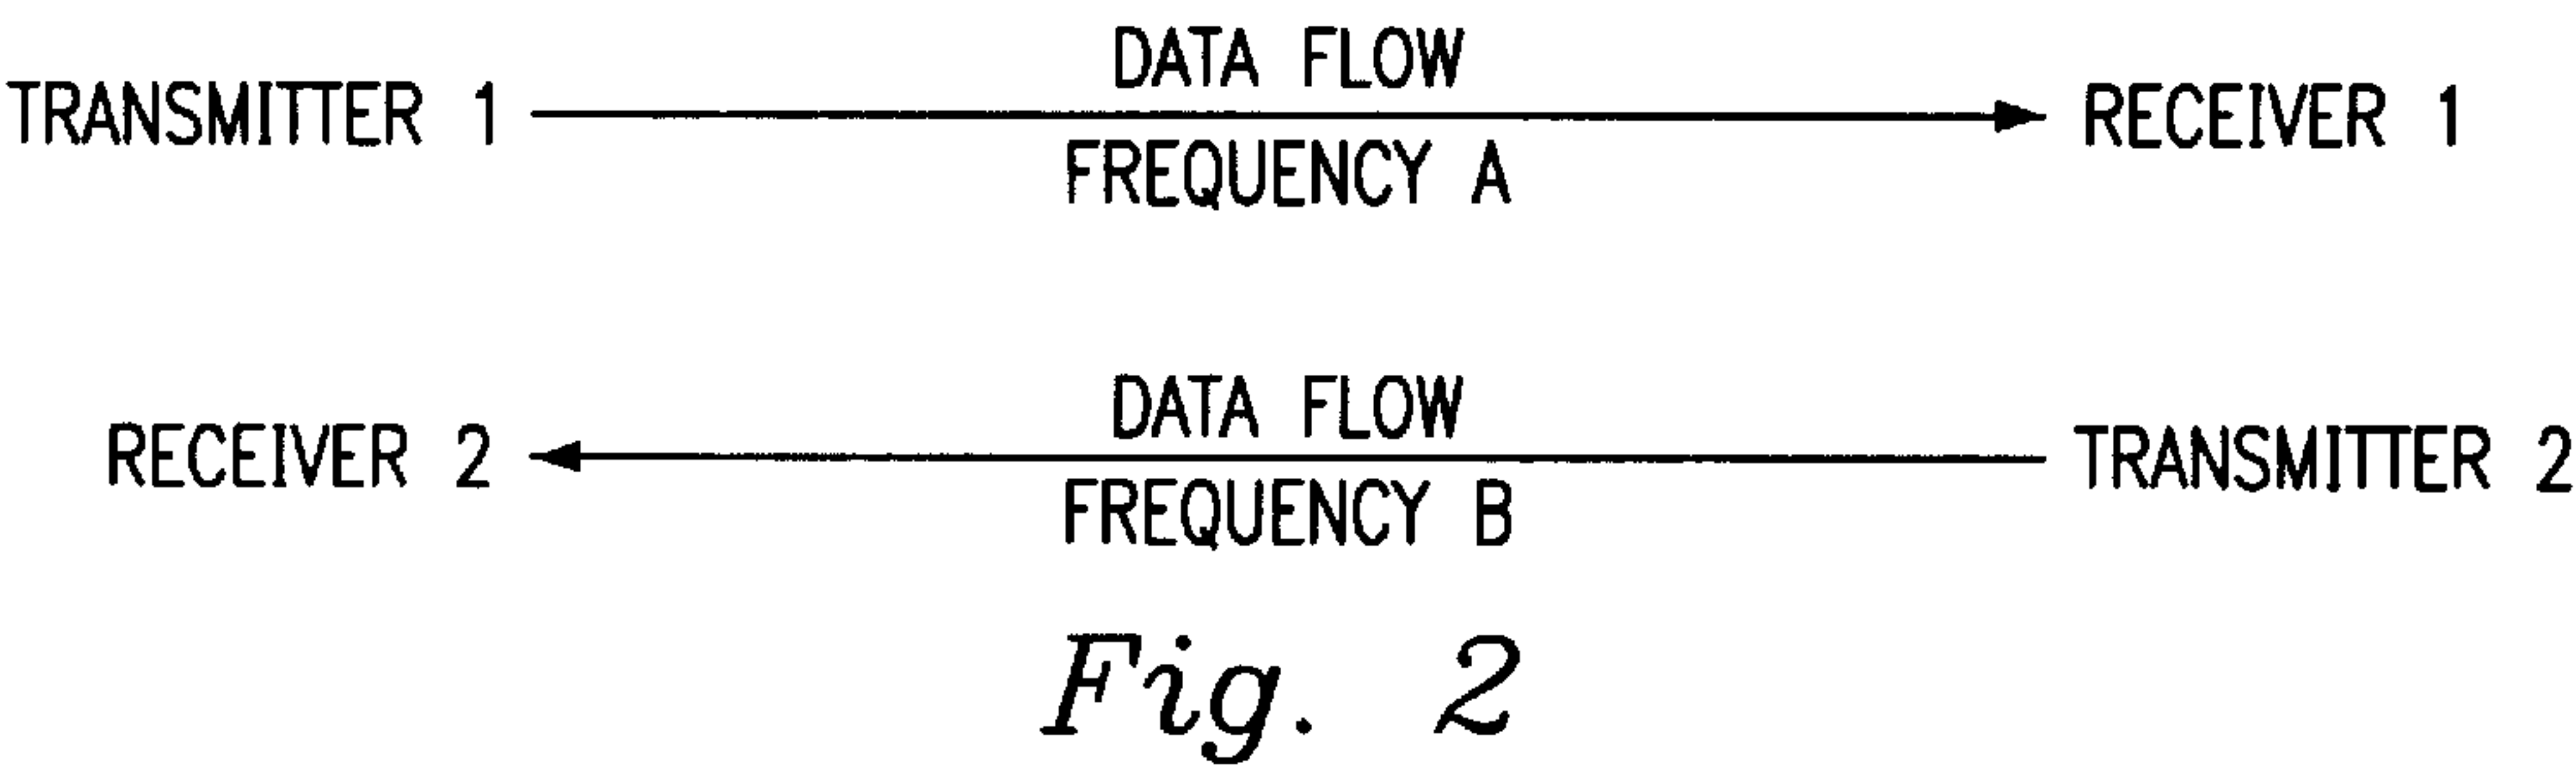 DATA FLOW
TRANSMITTER 1 RECEIVER 1
FREQUENCY A
DATA FLOW
RECEIVER 2 TRANSMITTER 2
FREQUENCY B
Fig. 2